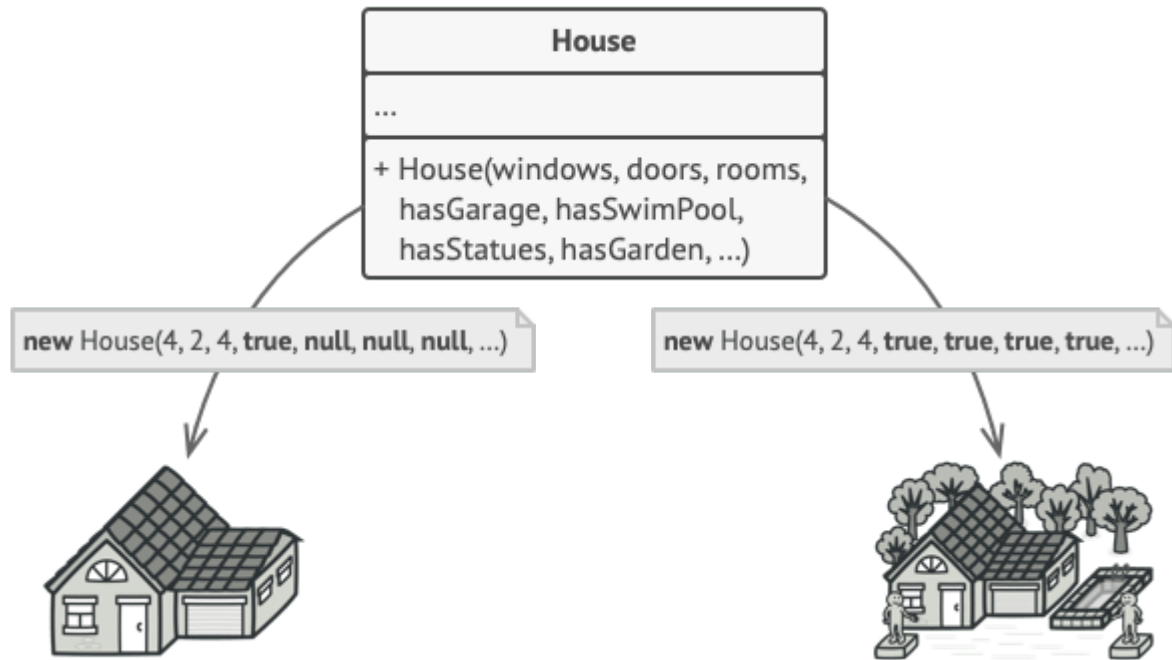 House
...
+ House(windows, doors, rooms,
hasGarage, hasSwimPool,
hasStatues, hasGarden, ...)
new House(4, 2, 4, true, null, null, null, ...)
new House(4, 2, 4, true, true, true, true, ...)